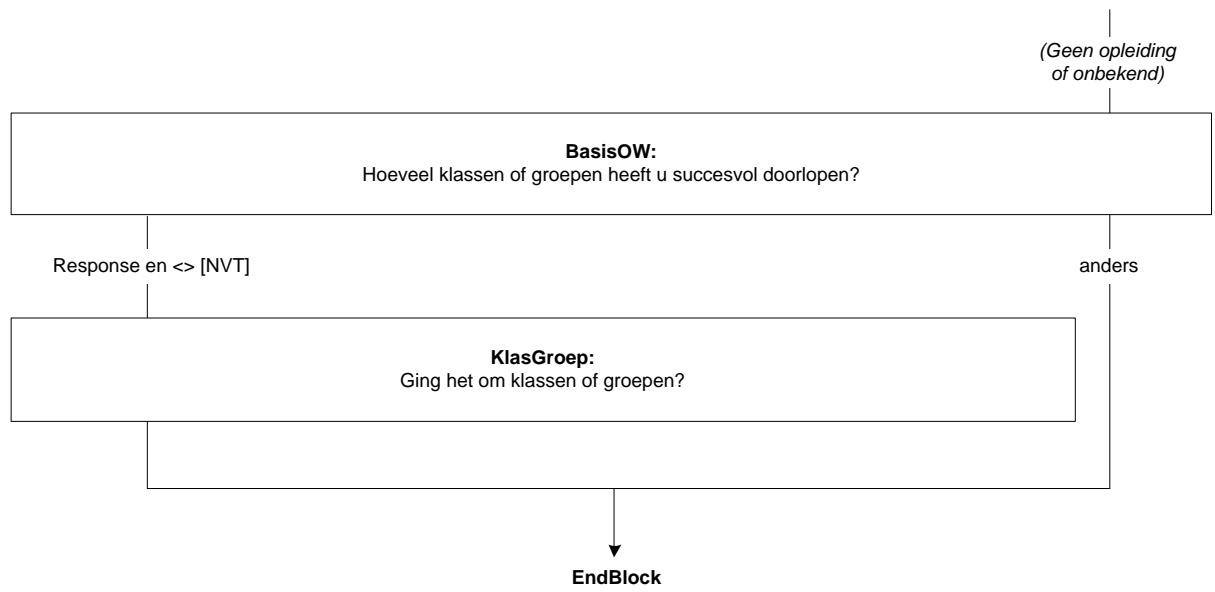 (Geen opleiding
of onbekend)
BasisOW:
Hoeveel klassen of groepen heeft u succesvol doorlopen?
Response en <> [NVT]
anders
KlasGroep:
Ging het om klassen of groepen?
EndBlock